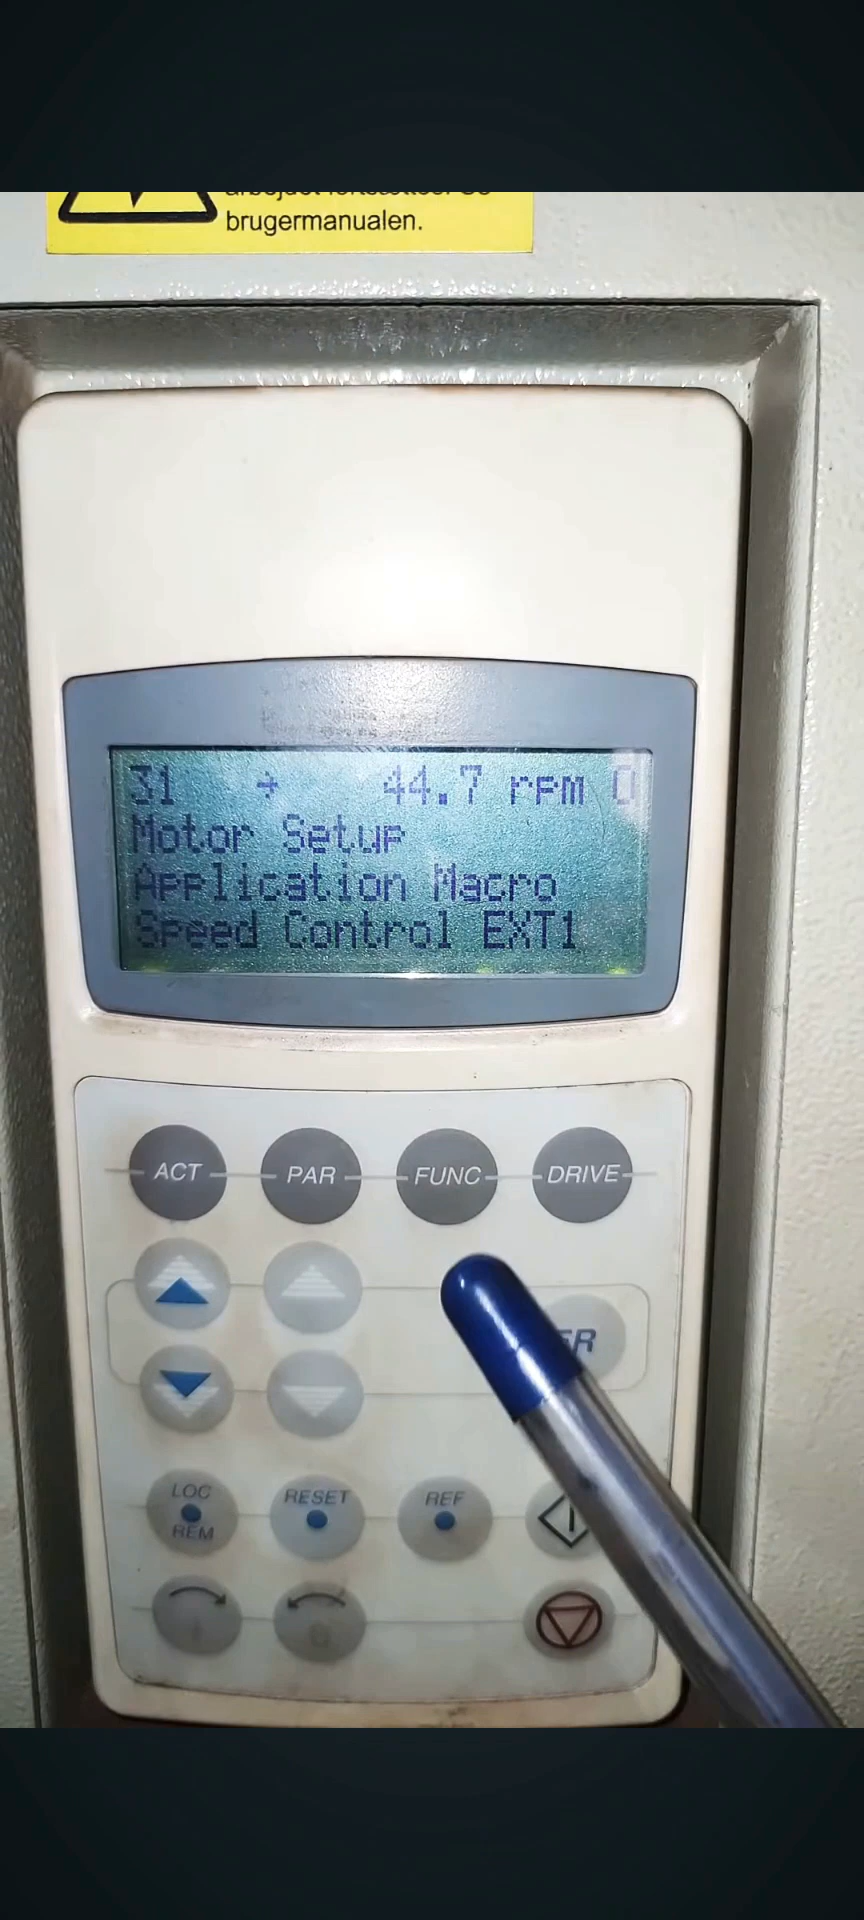 brugermanualen.
31 → 44.7 rpm 0
Motor Setup
Application Macro
Speed Control EXT1
ACT PAR FUNC DRIVE
LOC RESET REF
REM
I 0